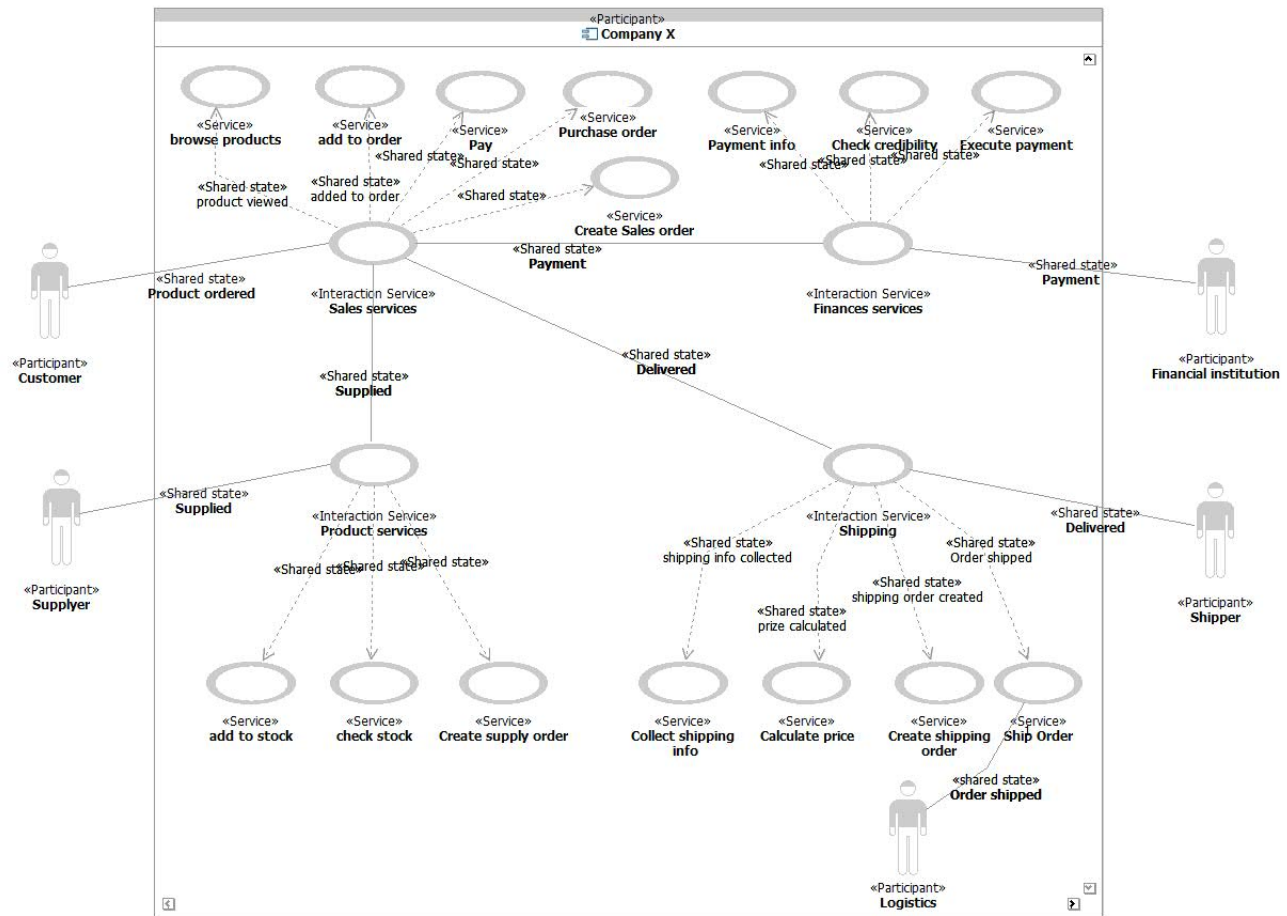 «Participant»
Company X
«Service»
browse products
«Service»
add to order
«Service»
Pay
«Service»
Purchase order
«Service»
Payment info
«Service»
Check credibility
«Service»
Execute payment
«Shared state»
«Shared state»
«Shared state»
«Shared state»
«Shared state»
«Shared state»
product viewed
«Shared state»
added to order
«Shared state»
«Service»
Create Sales order
«Shared state»
Product ordered
«Interaction Service»
Sales services
«Shared state»
Payment
«Interaction Service»
Finances services
«Shared state»
Payment
«Participant»
Customer
«Participant»
Financial institution
«Shared state»
Supplied
«Shared state»
Delivered
«Shared state»
Supplied
«Interaction Service»
Product services
«Interaction Service»
Shipping
«Shared state»
Delivered
«Shared state»
«Shared state»
«Shared state»
«Shared state»
shipping info collected
«Shared state»
Order shipped
«Shared state»
prize calculated
«Shared state»
shipping order created
«Participant»
Supplyer
«Participant»
Shipper
«Service»
add to stock
«Service»
check stock
«Service»
Create supply order
«Service»
Collect shipping
info
«Service»
Calculate price
«Service»
Create shipping
order
«Service»
Ship Order
«shared state»
Order shipped
«Participant»
Logistics